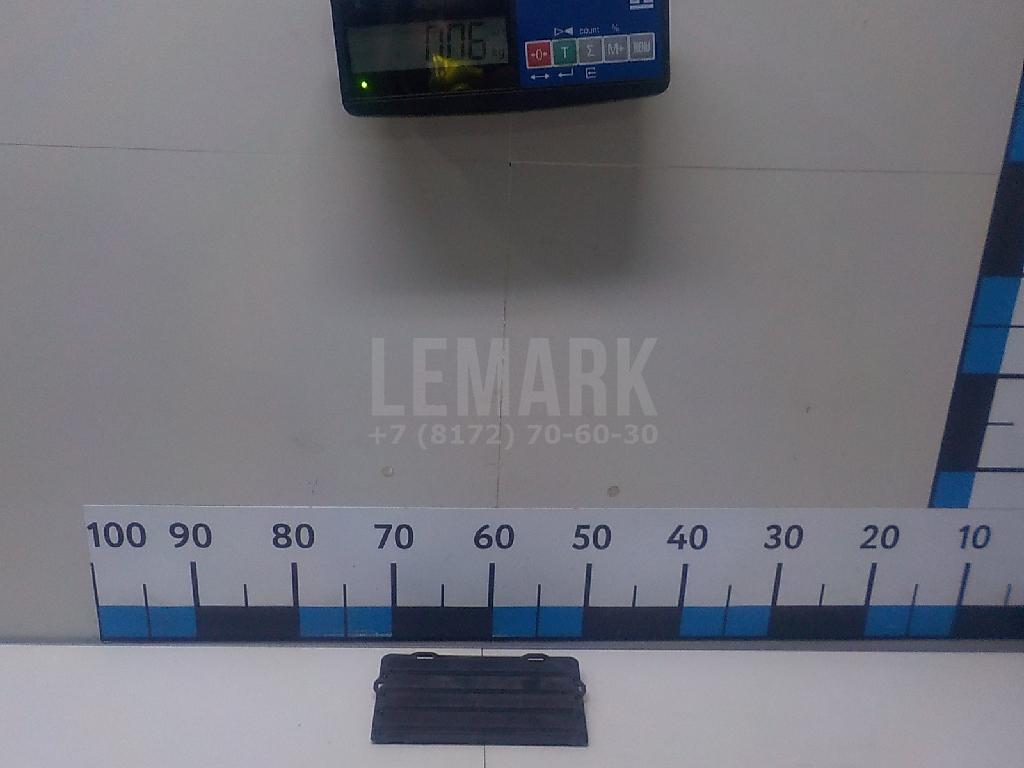 0.06 kg
count %
→0← T Σ M+ MENU
LEMARK
+7 (8172) 70-60-30
100 90 80 70 60 50 40 30 20 10